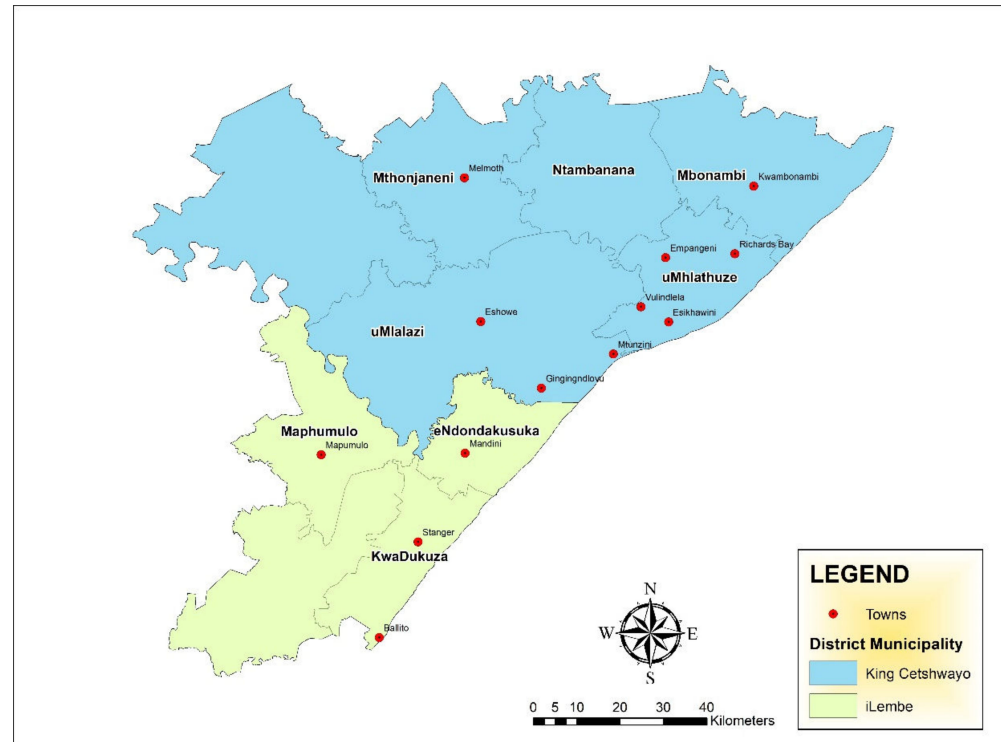 Mthonjaneni
Melmoth
Ntambanana
Mbonambi
Kwambonambi
Empangeni
Richards Bay
uMhlathuze
Vulindlela
Esikhawini
uMlalazi
Eshowe
Mtunzini
Gingingndlovu
Maphumulo
Mapumulo
eNdondakusuka
Mandini
Stanger
KwaDukuza
Ballito
N
W E
S
0 5 10 20 30 40
Kilometers
LEGEND
Towns
District Municipality
King Cetshwayo
iLembe